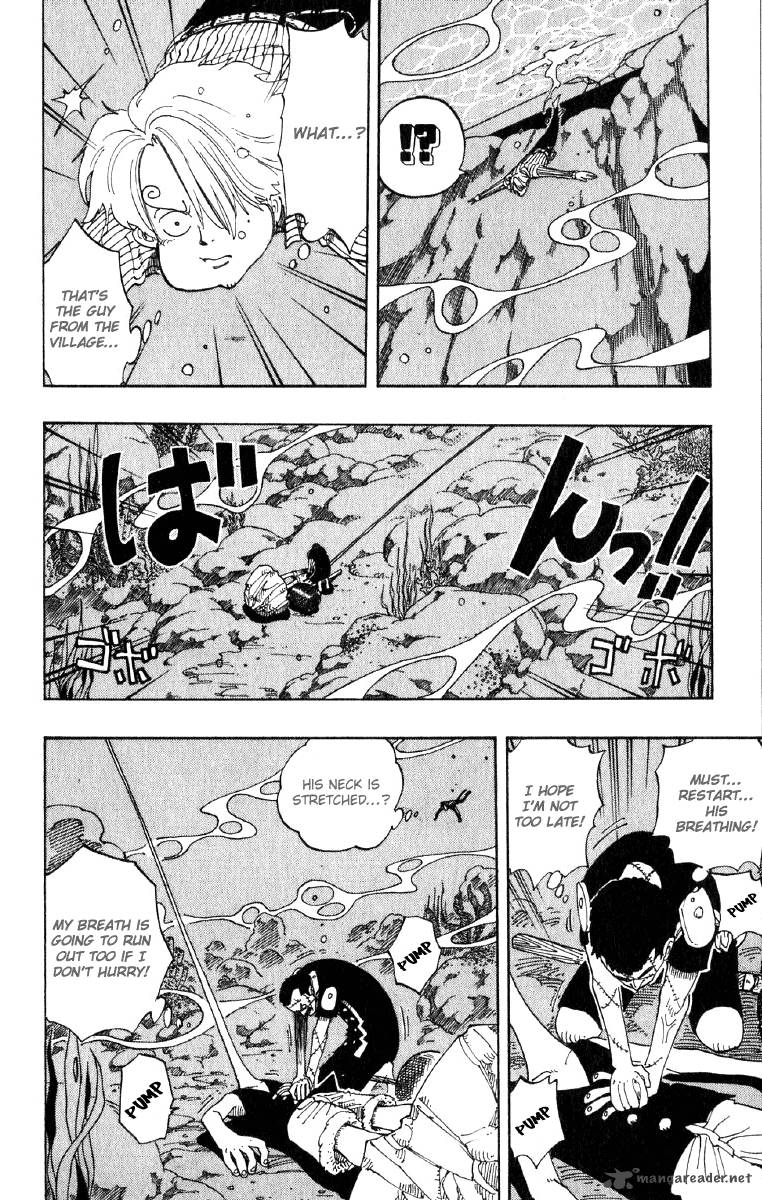 !?
WHAT...?
THAT'S
THE GUY
FROM THE
VILLAGE...
ばんっ!!
ゴボ
ゴボ
MUST...
RESTART...
HIS
BREATHING!
I HOPE
I'M NOT
TOO LATE!
PUMP
PUMP
HIS NECK IS
STRETCHED...?
PUMP
MY BREATH IS
GOING TO RUN
OUT TOO IF I
DON'T HURRY!
PUMP
mangareader.net